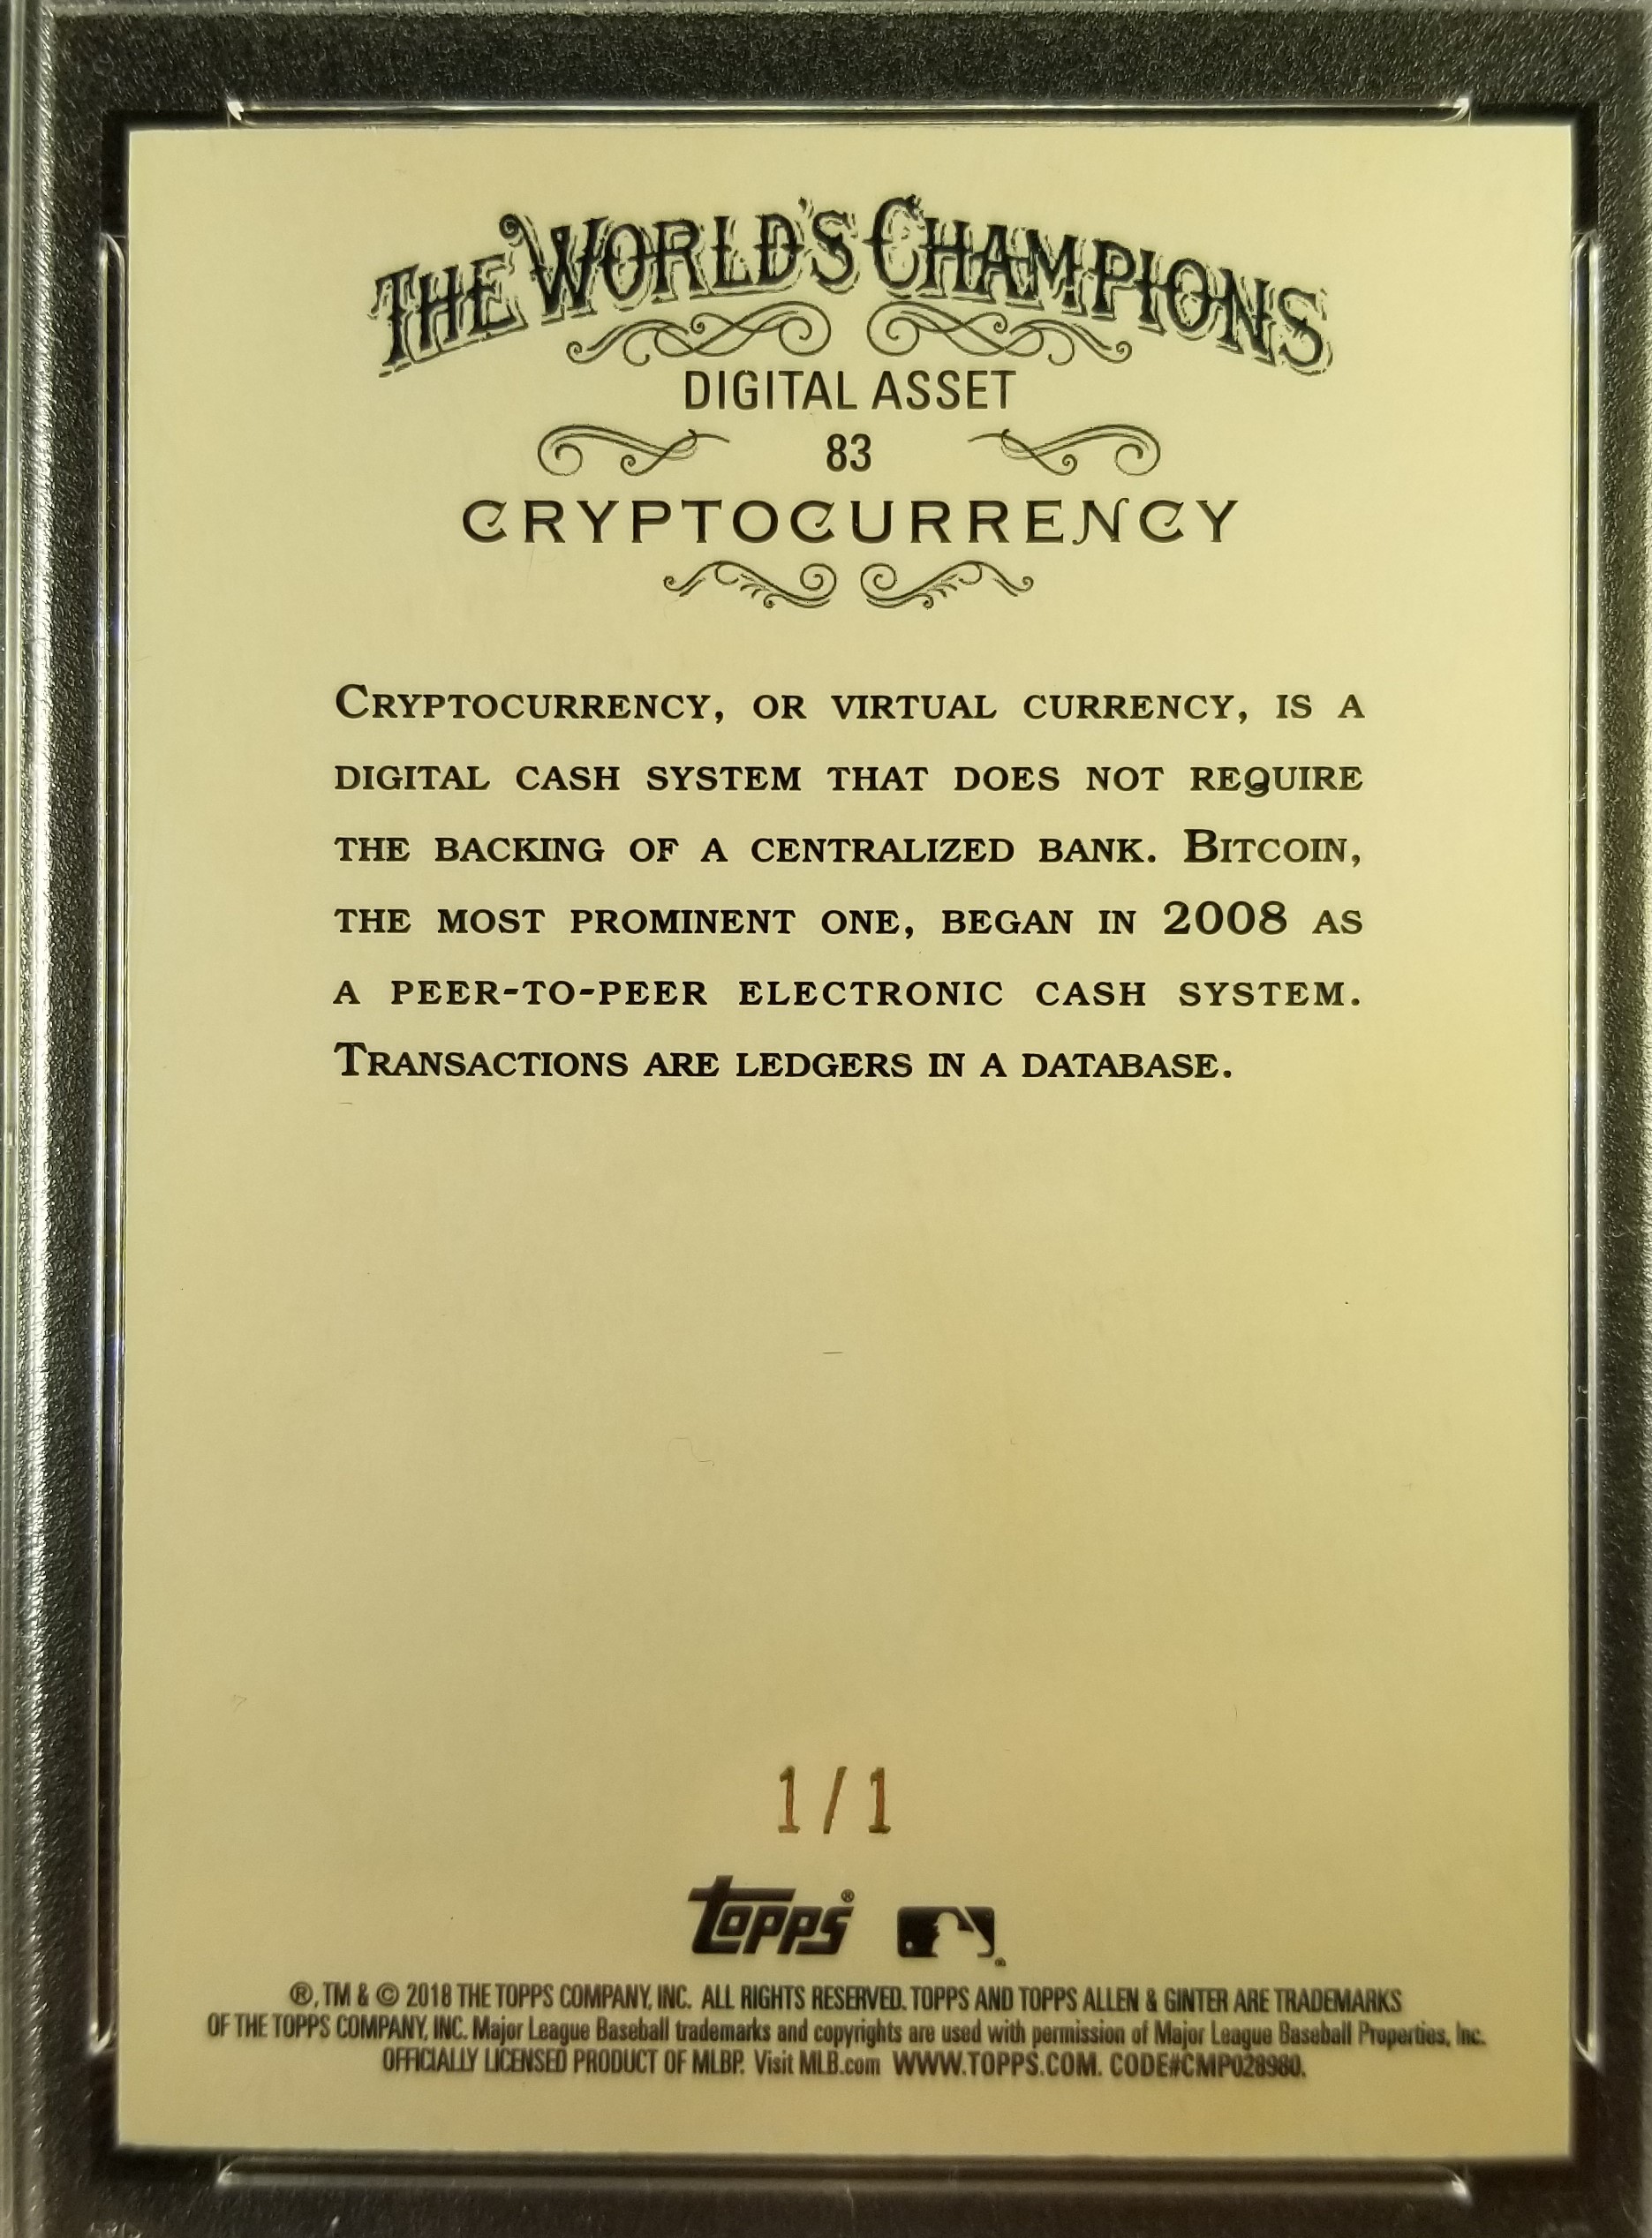 THE WORLD'S CHAMPIONS
DIGITAL ASSET
83
CRYPTOCURRENCY
CRYPTOCURRENCY, OR VIRTUAL CURRENCY, IS A
DIGITAL CASH SYSTEM THAT DOES NOT REQUIRE
THE BACKING OF A CENTRALIZED BANK. BITCOIN,
THE MOST PROMINENT ONE, BEGAN IN 2008 AS
A PEER-TO-PEER ELECTRONIC CASH SYSTEM.
TRANSACTIONS ARE LEDGERS IN A DATABASE.
1/1
Topps®
®, TM & © 2018 THE TOPPS COMPANY, INC. ALL RIGHTS RESERVED. TOPPS AND TOPPS ALLEN & GINTER ARE TRADEMARKS
OF THE TOPPS COMPANY, INC. Major League Baseball trademarks and copyrights are used with permission of Major League Baseball Properties, Inc.
OFFICIALLY LICENSED PRODUCT OF MLBP. Visit MLB.com WWW.TOPPS.COM. CODE#CMP028980.